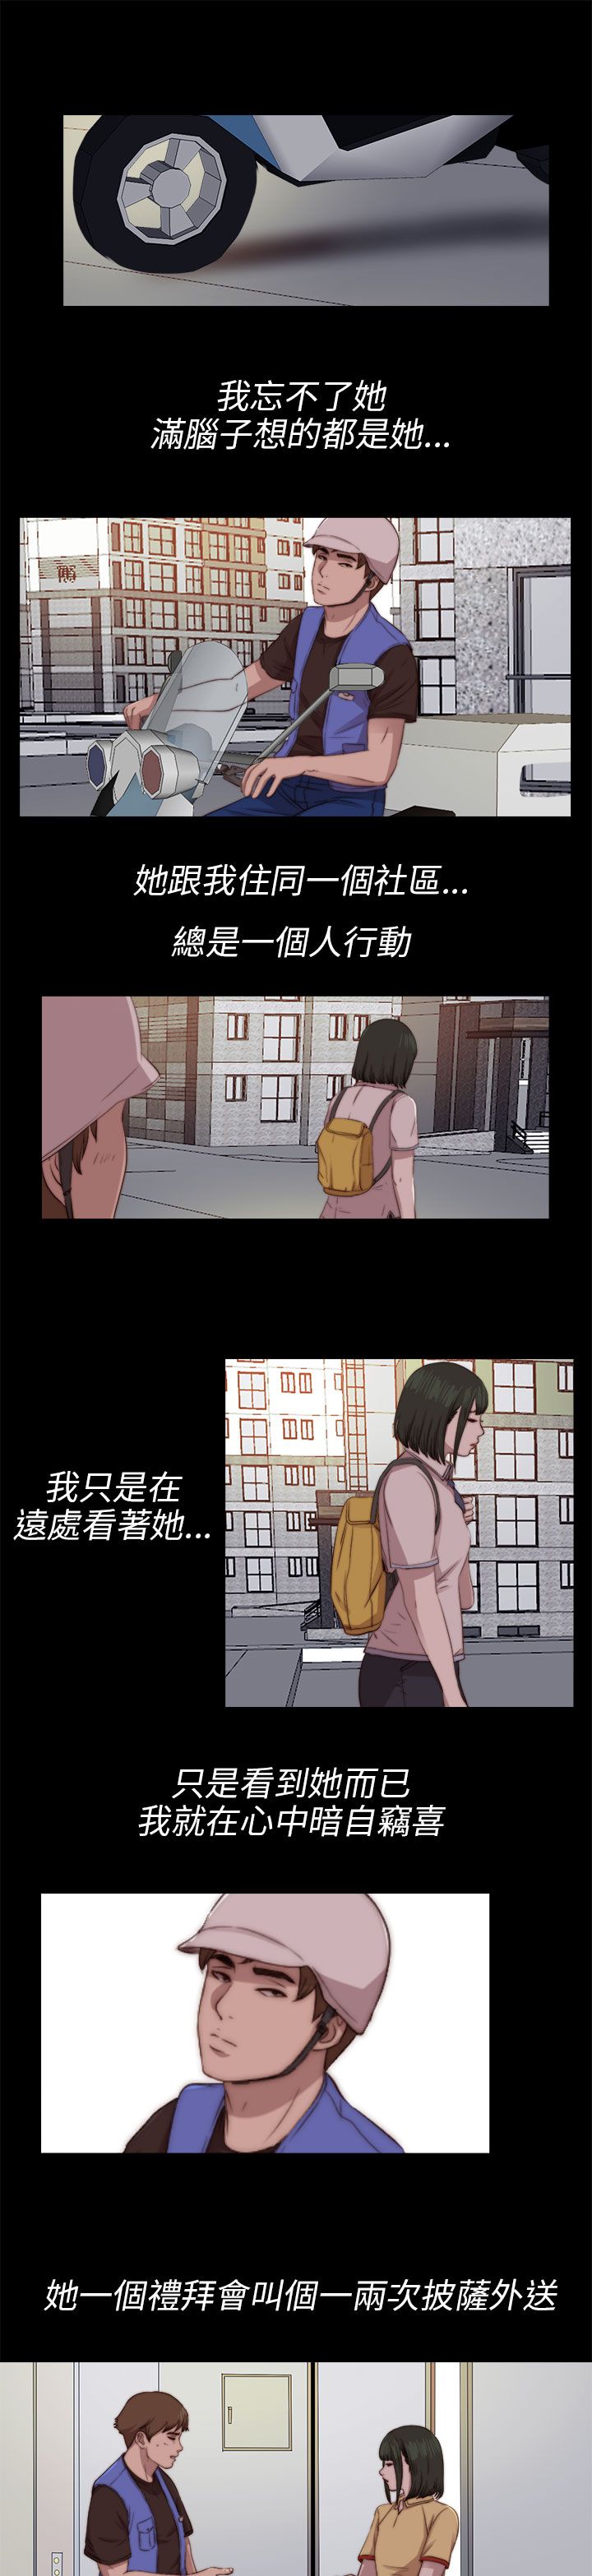 我忘不了她
滿腦子想的都是她...
她跟我住同一個社區...
總是一個人行動
我只是在
遠處看著她...
只是看到她而已
我就在心中暗自竊喜
她一個禮拜會叫個一兩次披薩外送